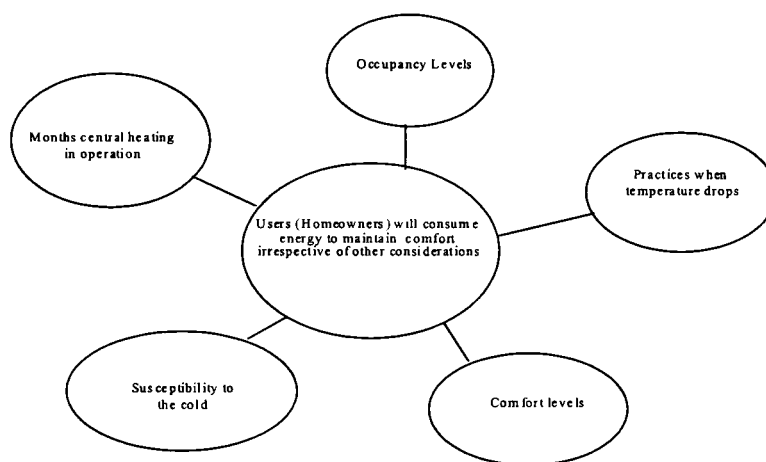 Occupancy Levels
Months central heating
in operation
Practices when
temperature drops
Users (Homeowners) will consume
energy to maintain comfort
irrespective of other considerations
Susceptibility to
the cold
Comfort levels